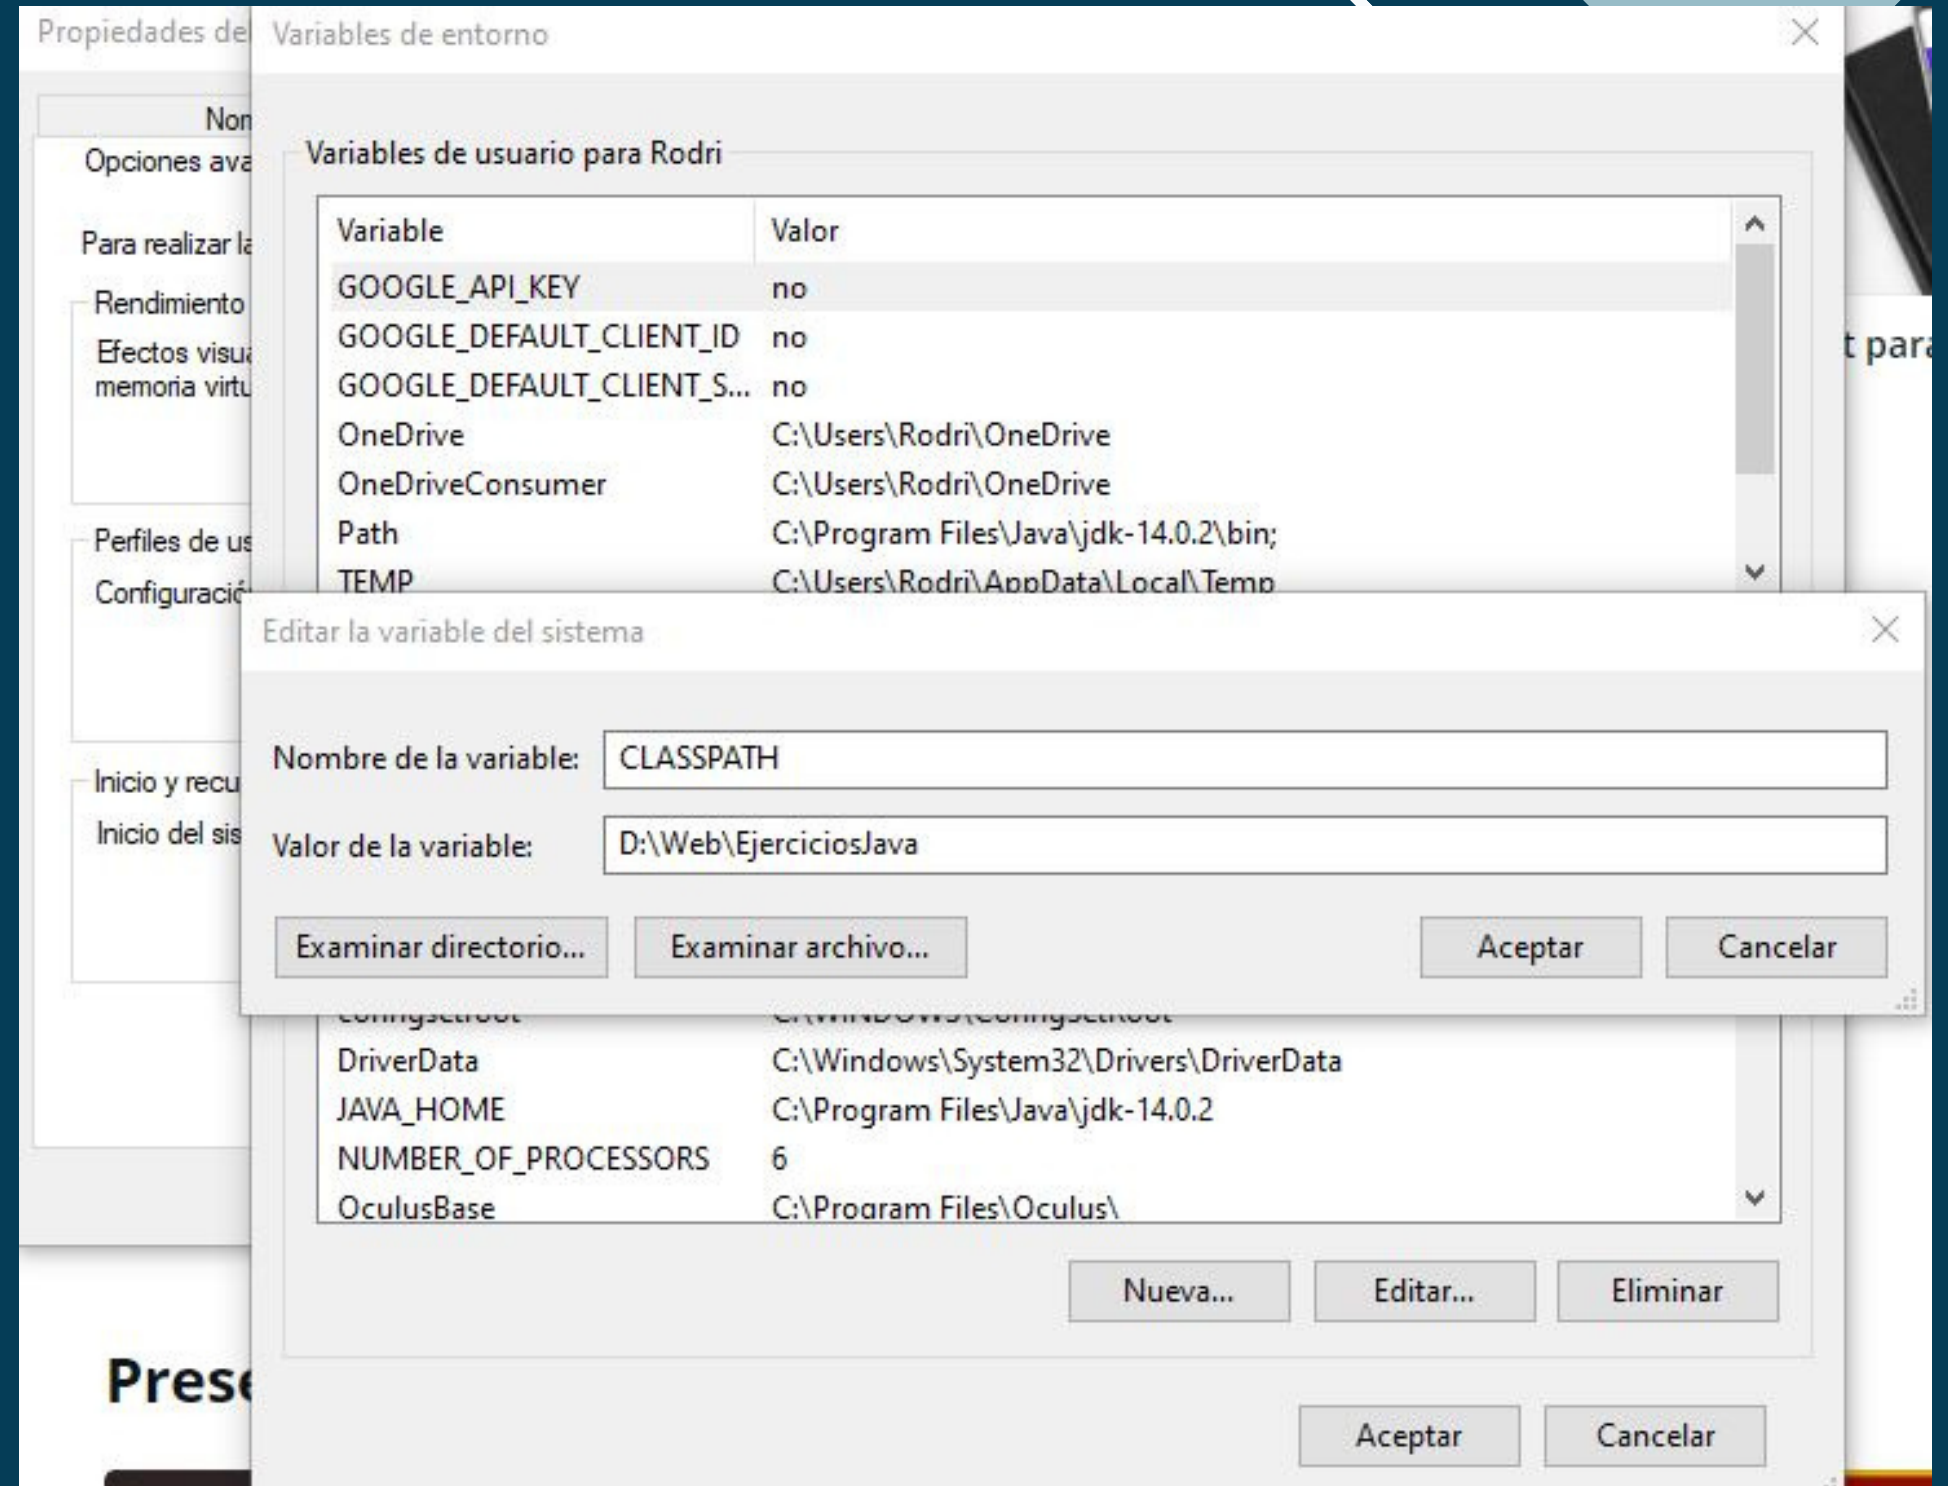 Propiedades del
Variables de entorno
Opciones ava
Variables de usuario para Rodri
Para realizar la
Variable Valor
Rendimiento
GOOGLE_API_KEY no
Efectos visua
GOOGLE_DEFAULT_CLIENT_ID no
t para
memoria virtu
GOOGLE_DEFAULT_CLIENT_S... no
OneDrive C:\Users\Rodri\OneDrive
OneDriveConsumer C:\Users\Rodri\OneDrive
Perfiles de us
Path C:\Program Files\Java\jdk-14.0.2\bin;
Configuració
TEMP C:\Users\Rodri\AppData\Local\Temp
Editar la variable del sistema
Nombre de la variable: CLASSPATH
Inicio y recu
Inicio del sis
Valor de la variable: D:\Web\EjerciciosJava
Examinar directorio... Examinar archivo... Aceptar Cancelar
configsetroot C:\WINDOWS\ConfigSetRoot
DriverData C:\Windows\System32\Drivers\DriverData
JAVA_HOME C:\Program Files\Java\jdk-14.0.2
NUMBER_OF_PROCESSORS 6
OculusBase C:\Program Files\Oculus\
Nueva... Editar... Eliminar
Prese
Aceptar Cancelar